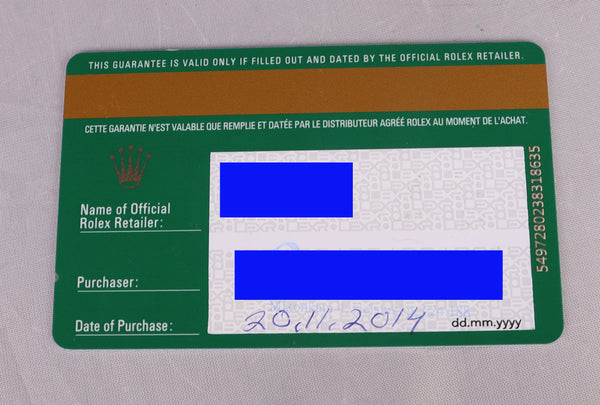 THIS GUARANTEE IS VALID ONLY IF FILLED OUT AND DATED BY THE OFFICIAL ROLEX RETAILER.
CETTE GARANTIE N'EST VALABLE QUE REMPLIE ET DATÉE PAR LE DISTRIBUTEUR AGRÉÉ ROLEX AU MOMENT DE L'ACHAT.
Name of Official
Rolex Retailer:
Purchaser:
Date of Purchase:
20.11.2014
dd.mm.yyyy
5497280238318635